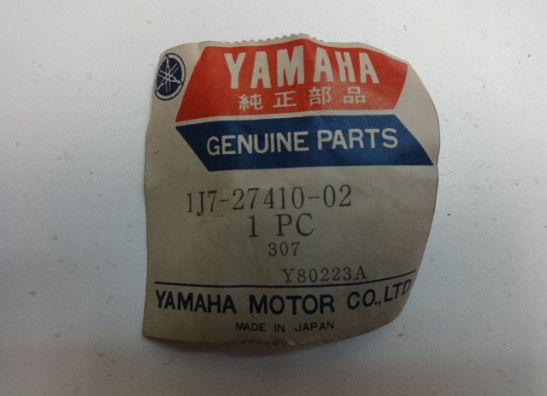 YAMAHA
純正部品
GENUINE PARTS
1J7-27410-02
1 PC
307
Y80223A
YAMAHA MOTOR CO.,LTD
MADE IN JAPAN